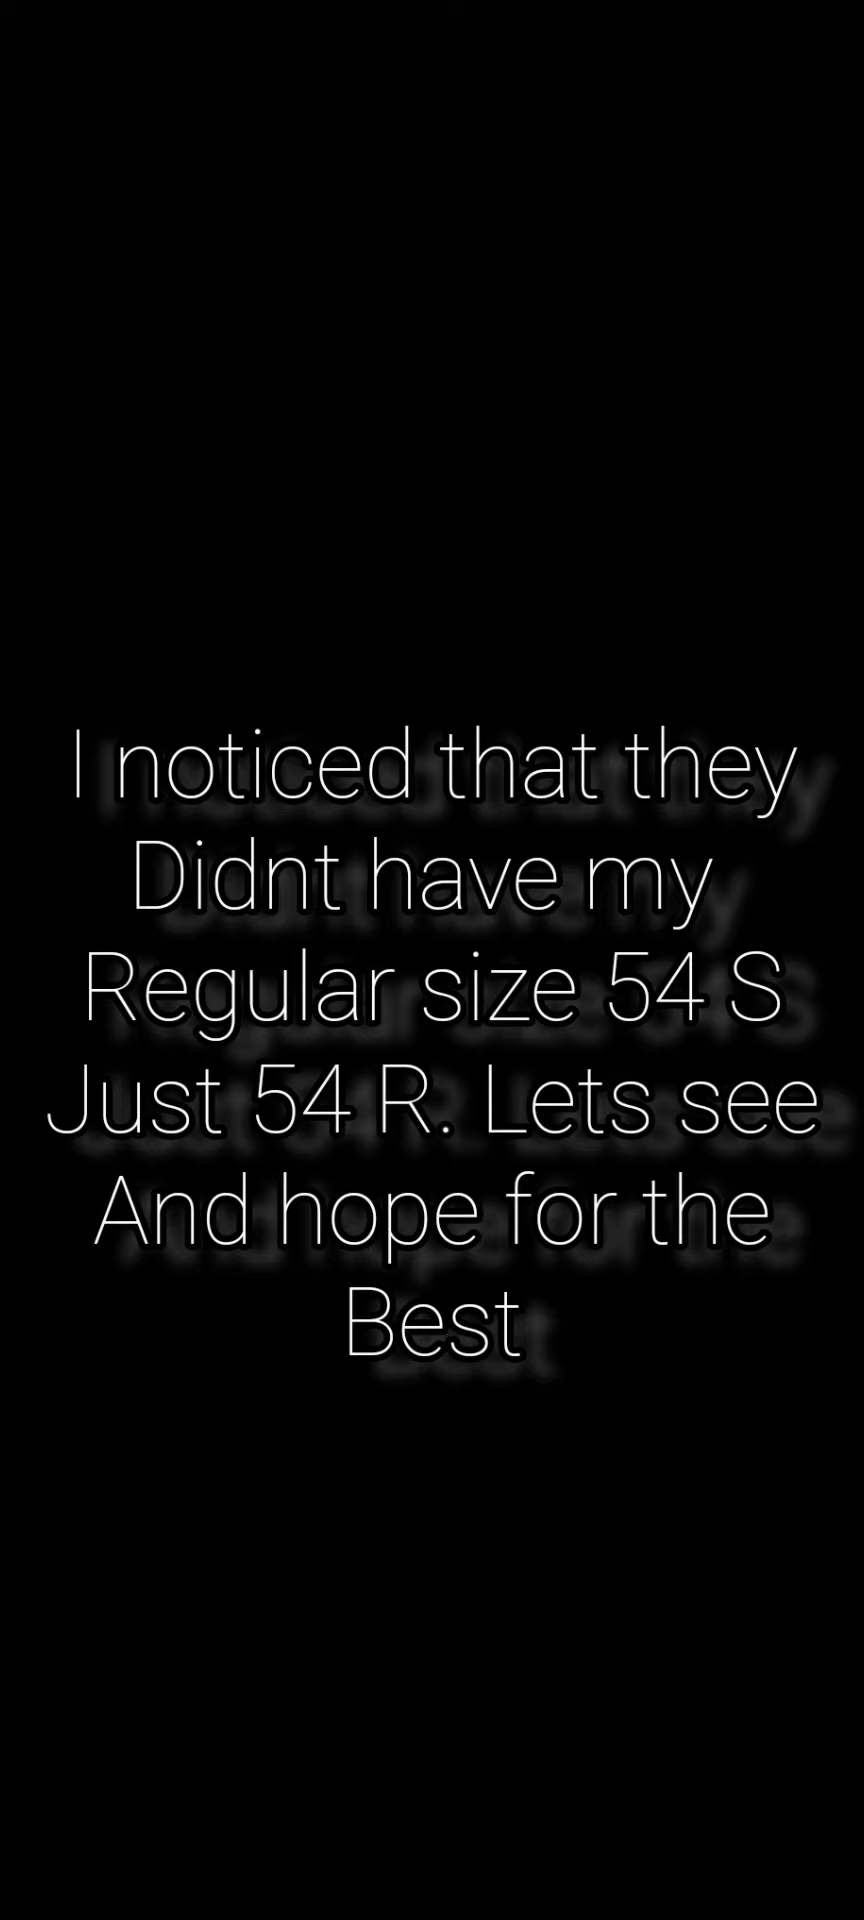 I noticed that they
Didnt have my
Regular size 54 S
Just 54 R. Lets see
And hope for the
Best